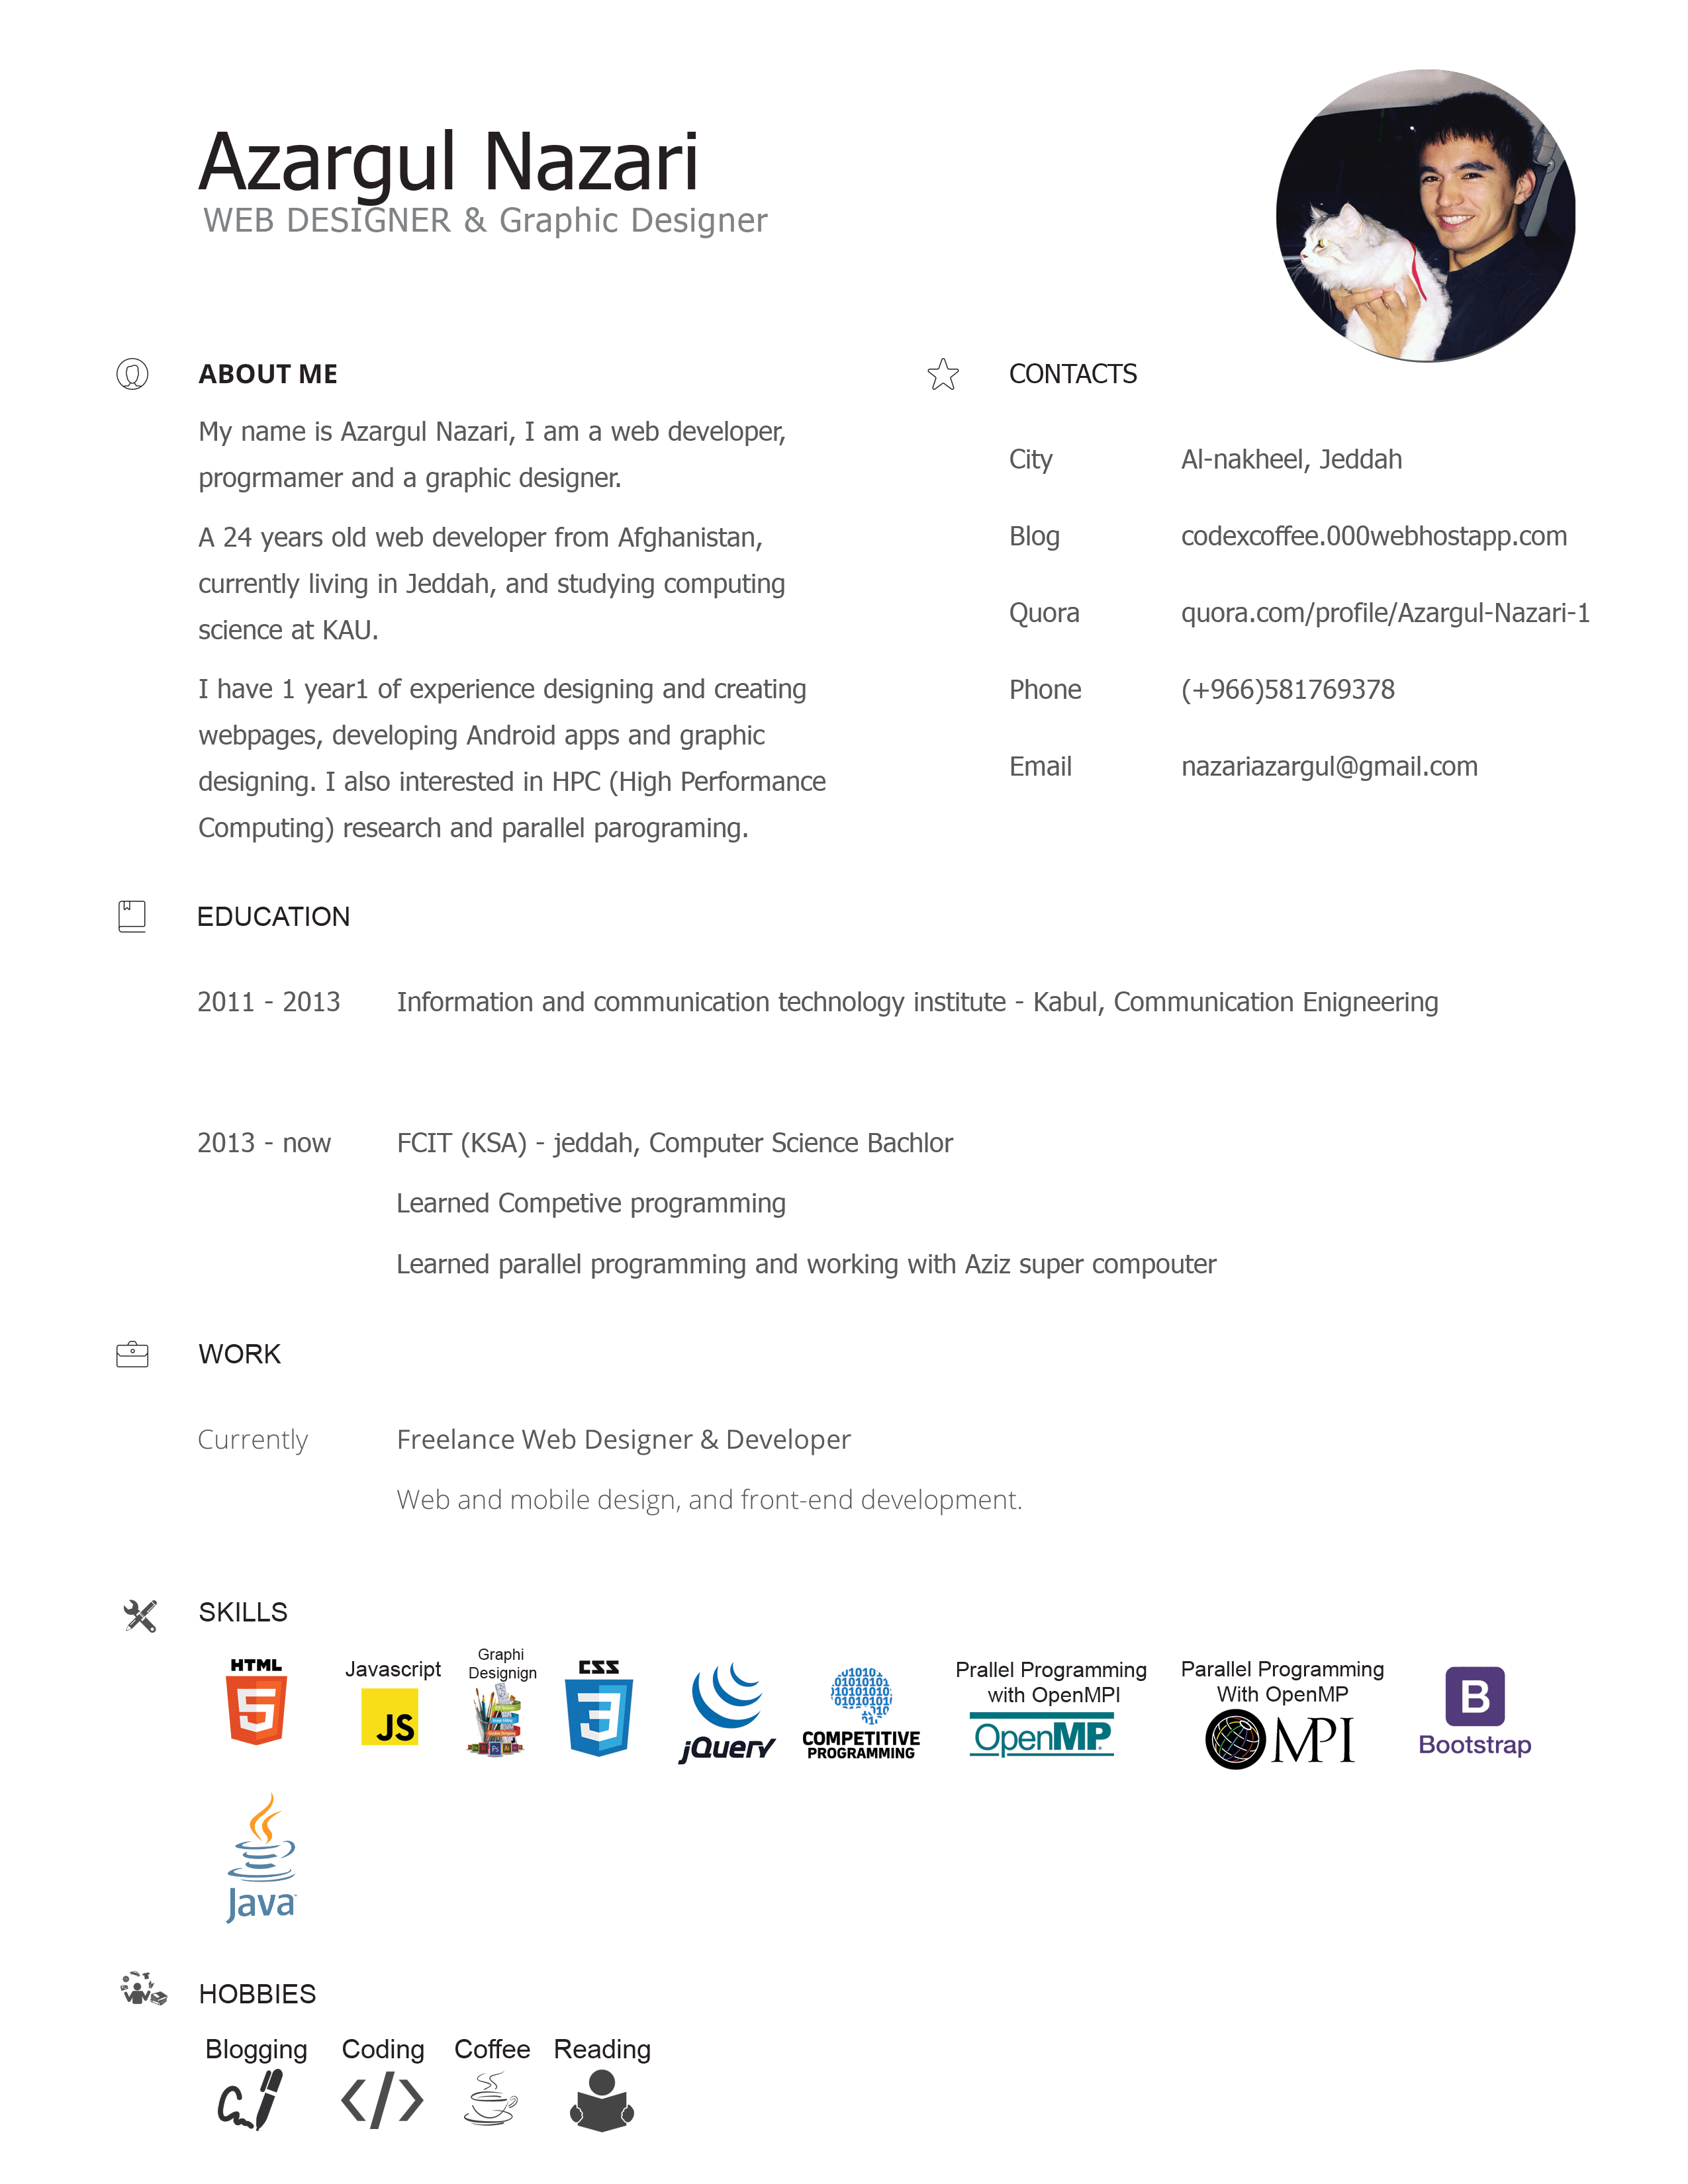 Azargul Nazari
WEB DESIGNER & Graphic Designer
ABOUT ME
My name is Azargul Nazari, I am a web developer,
progrmamer and a graphic designer.
A 24 years old web developer from Afghanistan,
currently living in Jeddah, and studying computing
science at KAU.
I have 1 year1 of experience designing and creating
webpages, developing Android apps and graphic
designing. I also interested in HPC (High Performance
Computing) research and parallel parograming.
CONTACTS
City Al-nakheel, Jeddah
Blog codexcoffee.000webhostapp.com
Quora quora.com/profile/Azargul-Nazari-1
Phone (+966)581769378
Email nazariazargul@gmail.com
EDUCATION
2011 - 2013 Information and communication technology institute - Kabul, Communication Enigneering
2013 - now FCIT (KSA) - jeddah, Computer Science Bachlor
Learned Competive programming
Learned parallel programming and working with Aziz super compouter
WORK
Currently Freelance Web Designer & Developer
Web and mobile design, and front-end development.
SKILLS
HTML
5
Javascript
JS
Graphi
Designign
Ps
Ai
CSS
3
jQuery
01010
010101010
010101010
010101010
01
COMPETITIVE
PROGRAMMING
Prallel Programming
with OpenMPI
OpenMP
Parallel Programming
With OpenMP
MPI
B
Bootstrap
Java
HOBBIES
Blogging Coding Coffee Reading